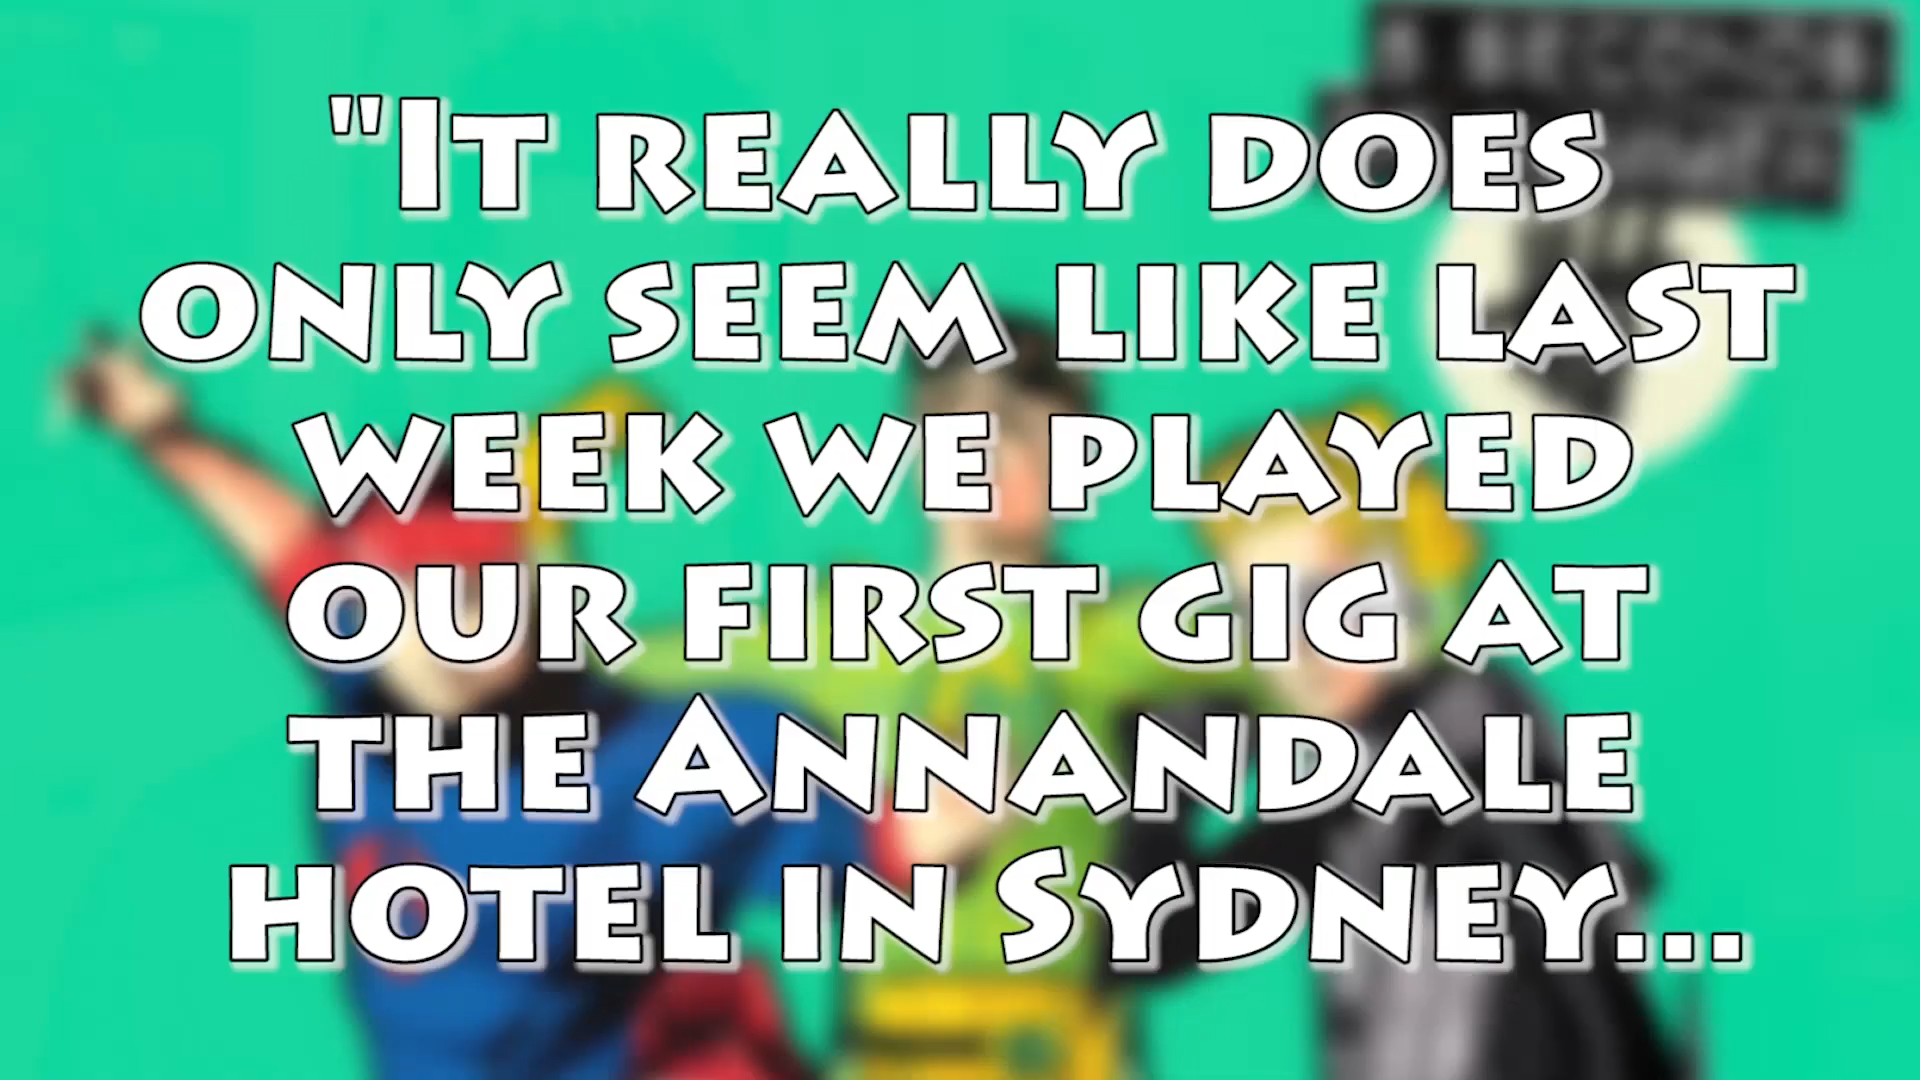 "It really does
only seem like last
week we played
our first gig at
the Annandale
hotel in Sydney...